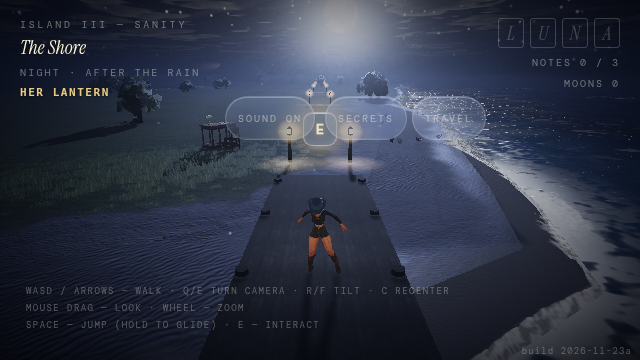 ISLAND III — SANITY
The Shore
NIGHT · AFTER THE RAIN
HER LANTERN
LUNA
NOTES 0 / 3
MOONS 0
SOUND ON
E
SECRETS
TRAVEL
WASD / ARROWS — WALK · Q/E TURN CAMERA · R/F TILT · C RECENTER
MOUSE DRAG — LOOK · WHEEL — ZOOM
SPACE — JUMP (HOLD TO GLIDE) · E — INTERACT
build 2026-11-23a